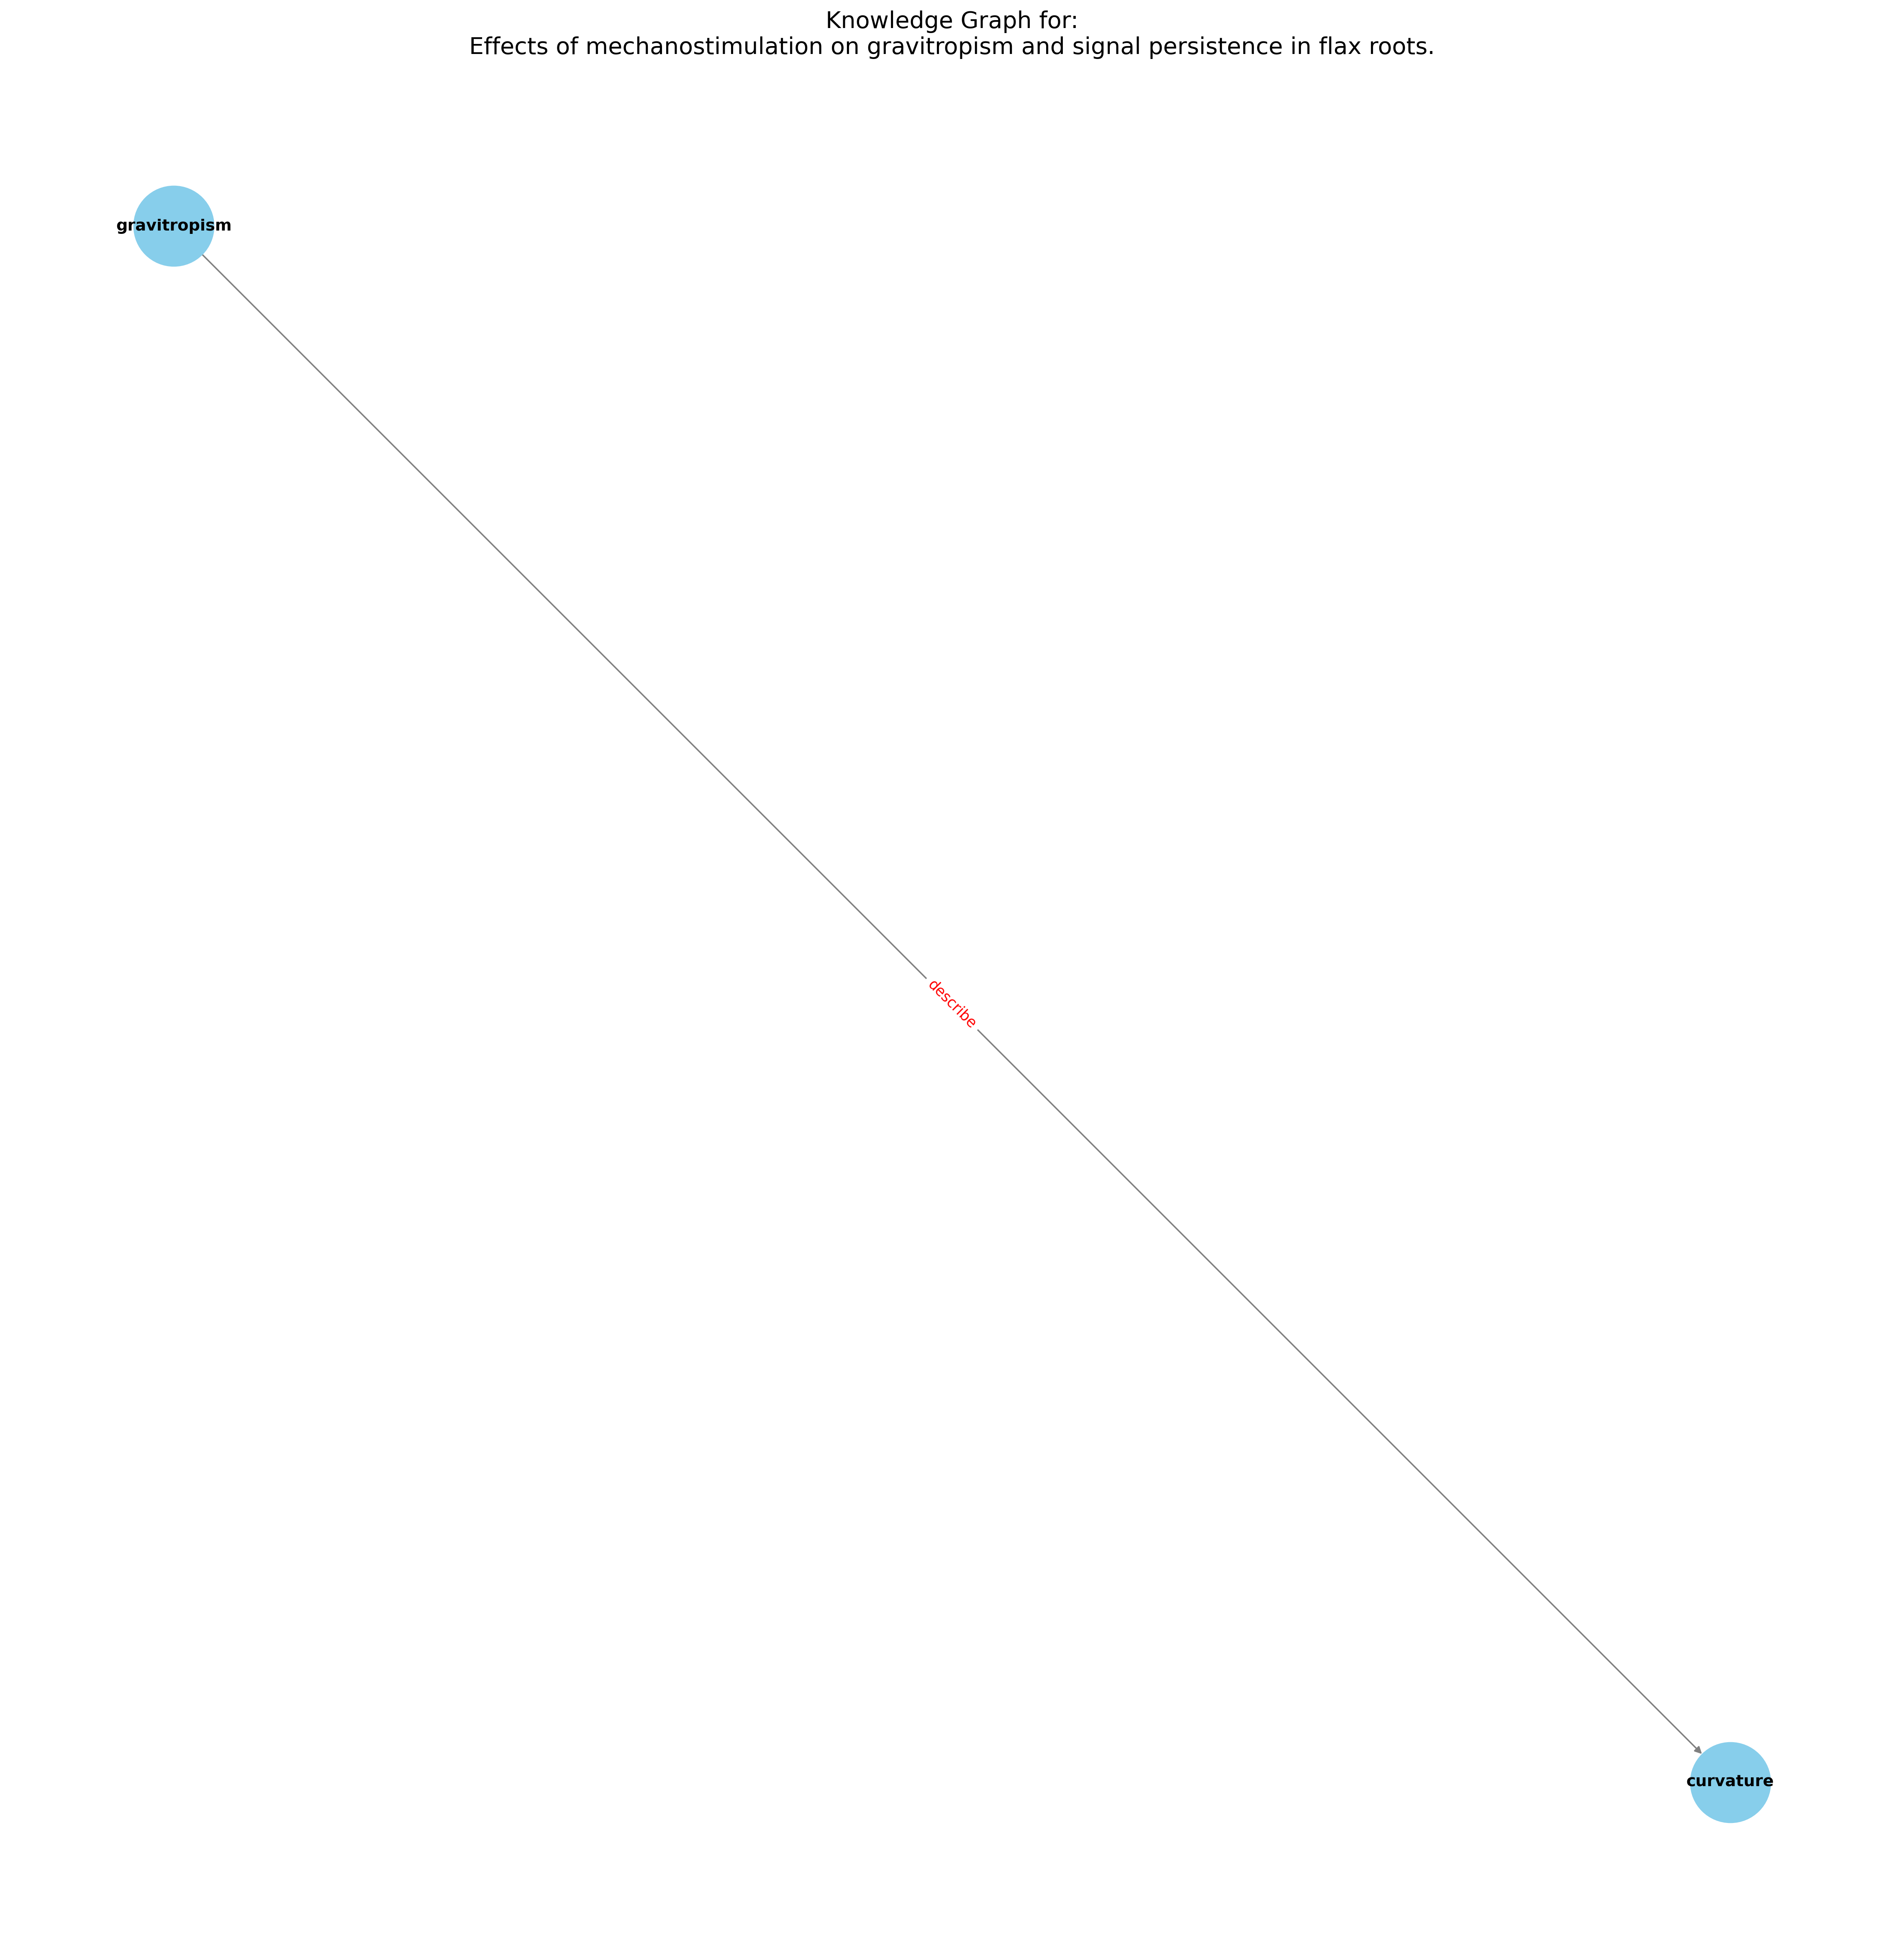 Knowledge Graph for:
Effects of mechanostimulation on gravitropism and signal persistence in flax roots.
gravitropism
describe
curvature